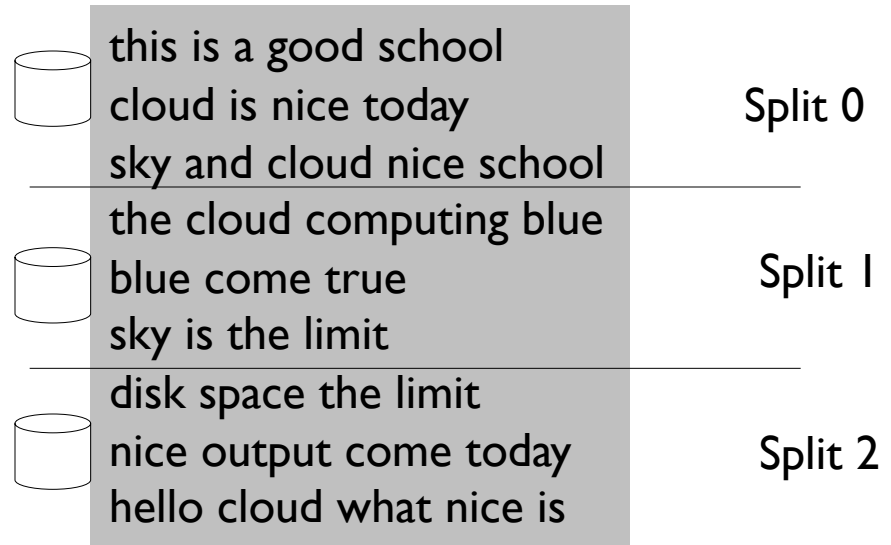 this is a good school
cloud is nice today
sky and cloud nice school
Split 0
the cloud computing blue
blue come true
sky is the limit
Split 1
disk space the limit
nice output come today
hello cloud what nice is
Split 2